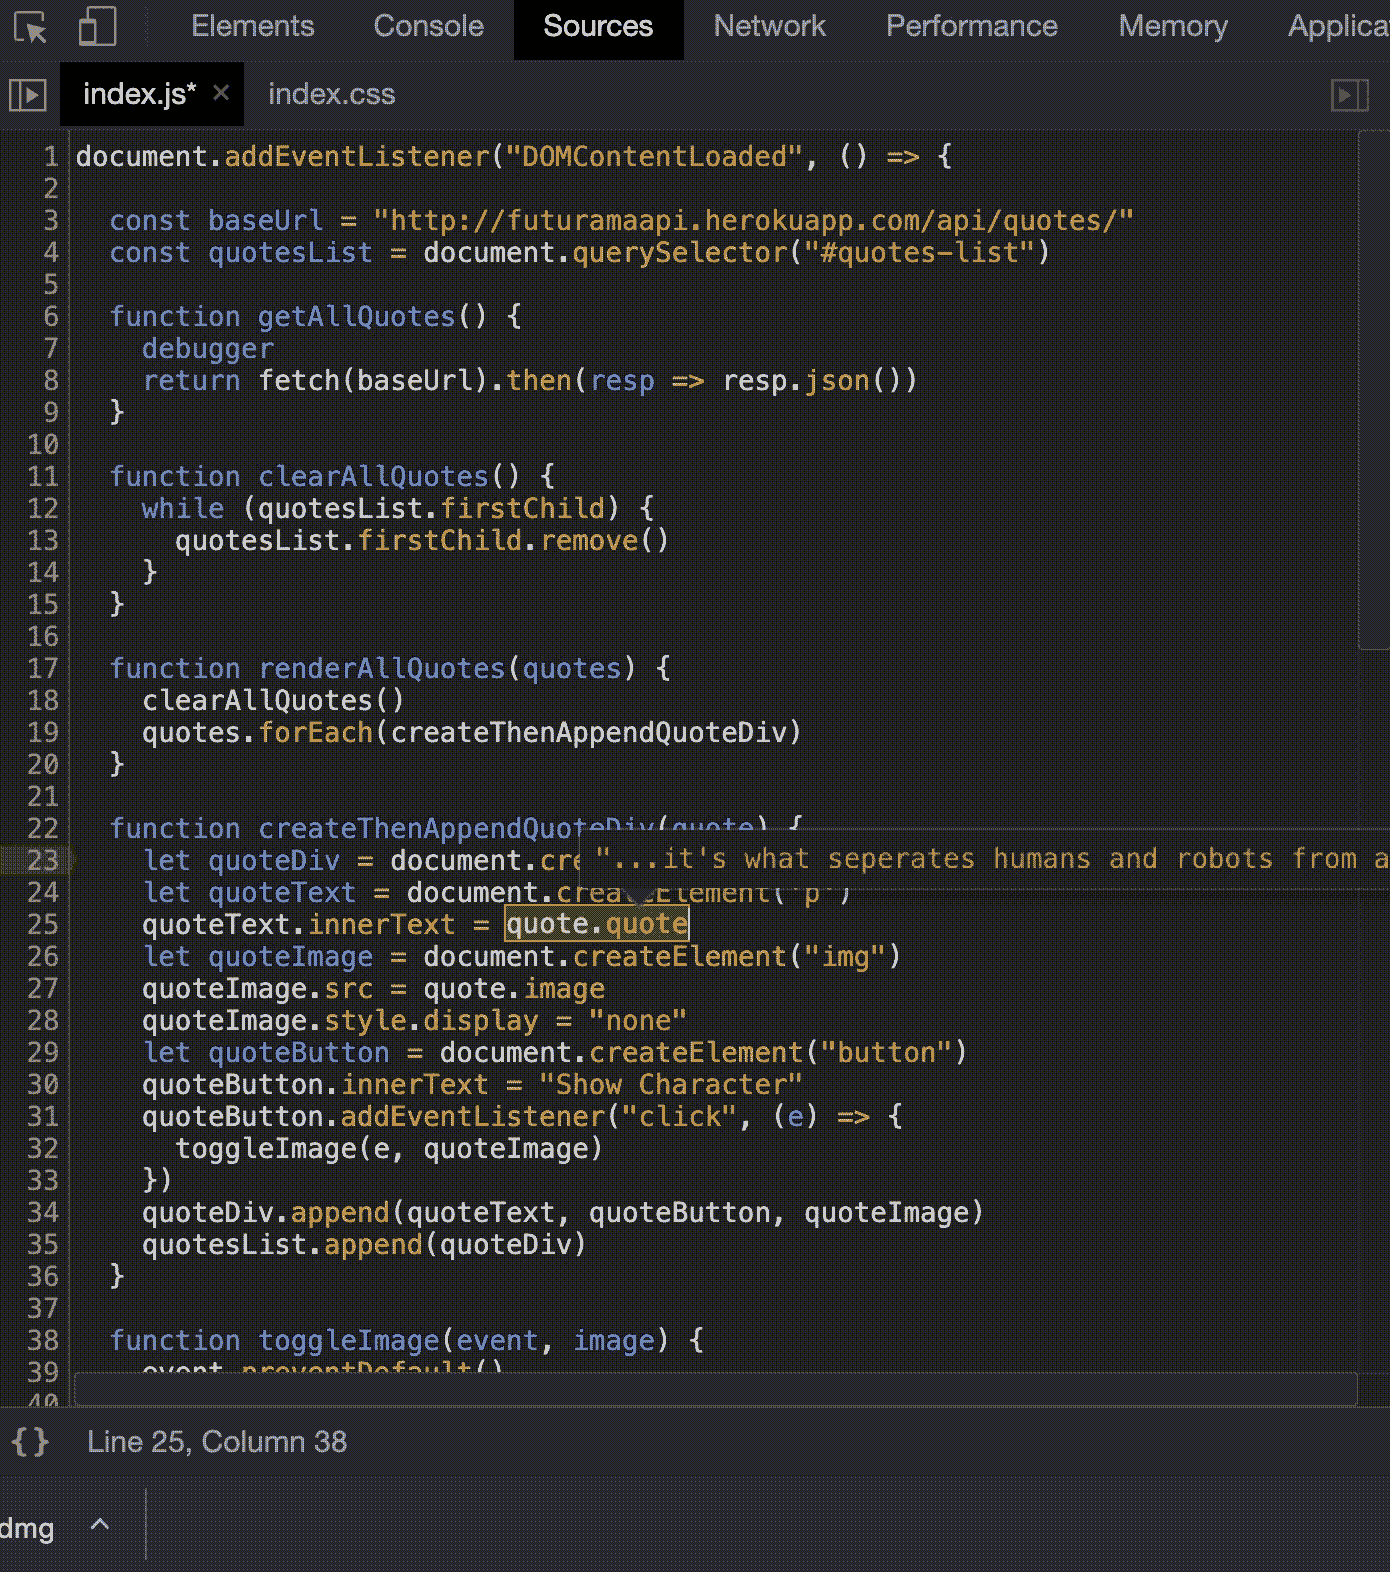 Elements Console Sources Network Performance Memory Applica
index.js* × index.css
1 document.addEventListener("DOMContentLoaded", () => {
2
3 const baseUrl = "http://futuramaapi.herokuapp.com/api/quotes/"
4 const quotesList = document.querySelector("#quotes-list")
5
6 function getAllQuotes() {
7 debugger
8 return fetch(baseUrl).then(resp => resp.json())
9 }
10
11 function clearAllQuotes() {
12 while (quotesList.firstChild) {
13 quotesList.firstChild.remove()
14 }
15 }
16
17 function renderAllQuotes(quotes) {
18 clearAllQuotes()
19 quotes.forEach(createThenAppendQuoteDiv)
20 }
21
22 function createThenAppendQuoteDiv(quote) {
23 let quoteDiv = document.cre "...it's what seperates humans and robots from a
24 let quoteText = document.createElement('p')
25 quoteText.innerText = quote.quote
26 let quoteImage = document.createElement("img")
27 quoteImage.src = quote.image
28 quoteImage.style.display = "none"
29 let quoteButton = document.createElement("button")
30 quoteButton.innerText = "Show Character"
31 quoteButton.addEventListener("click", (e) => {
32 toggleImage(e, quoteImage)
33 })
34 quoteDiv.append(quoteText, quoteButton, quoteImage)
35 quotesList.append(quoteDiv)
36 }
37
38 function toggleImage(event, image) {
39 event.preventDefault()
40
{} Line 25, Column 38
dmg